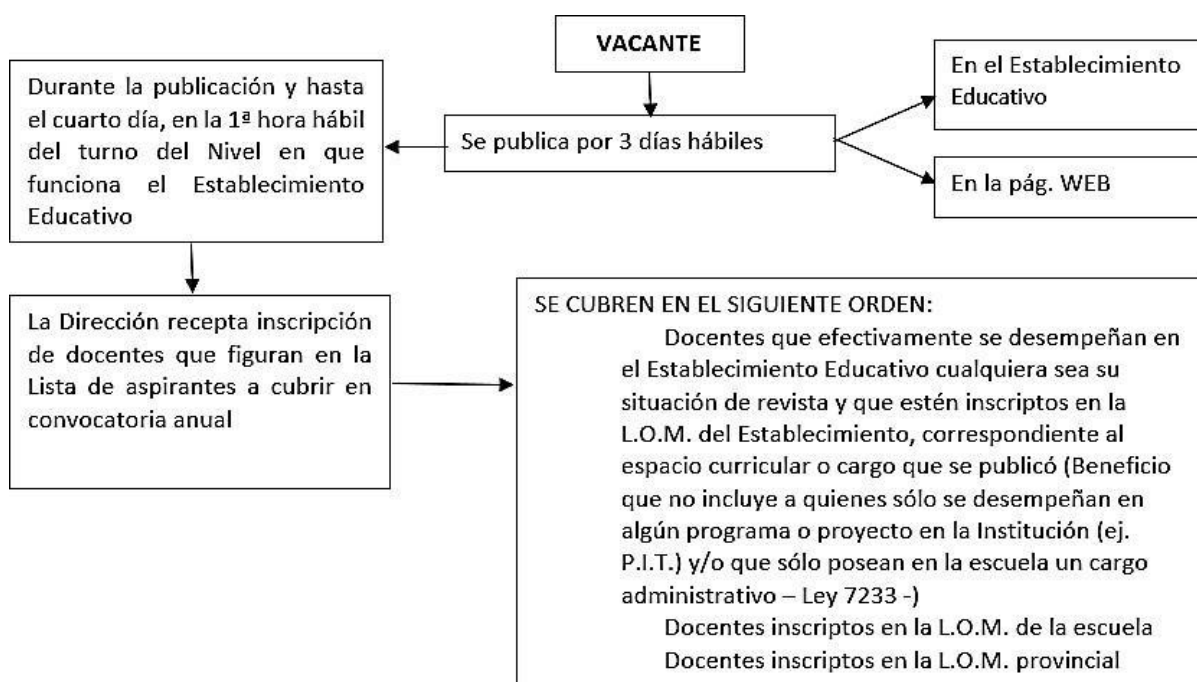 VACANTE
Se publica por 3 días hábiles
En el Establecimiento
Educativo
En la pág. WEB
Durante la publicación y hasta
el cuarto día, en la 1ª hora hábil
del turno del Nivel en que
funciona el Establecimiento
Educativo
La Dirección recepta inscripción
de docentes que figuran en la
Lista de aspirantes a cubrir en
convocatoria anual
SE CUBREN EN EL SIGUIENTE ORDEN:
Docentes que efectivamente se desempeñan en
el Establecimiento Educativo cualquiera sea su
situación de revista y que estén inscriptos en la
L.O.M. del Establecimiento, correspondiente al
espacio curricular o cargo que se publicó (Beneficio
que no incluye a quienes sólo se desempeñan en
algún programa o proyecto en la Institución (ej.
P.I.T.) y/o que sólo posean en la escuela un cargo
administrativo – Ley 7233 -)
Docentes inscriptos en la L.O.M. de la escuela
Docentes inscriptos en la L.O.M. provincial